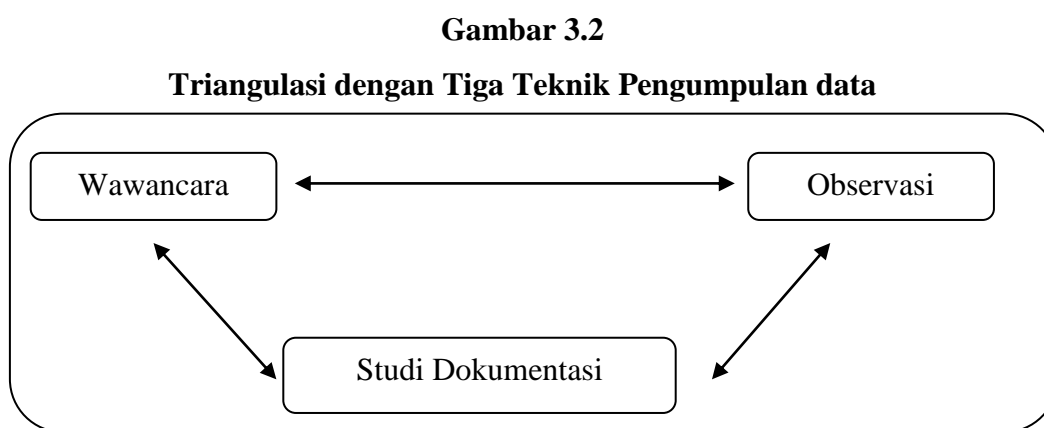 Gambar 3.2
Triangulasi dengan Tiga Teknik Pengumpulan data
Wawancara
Observasi
Studi Dokumentasi